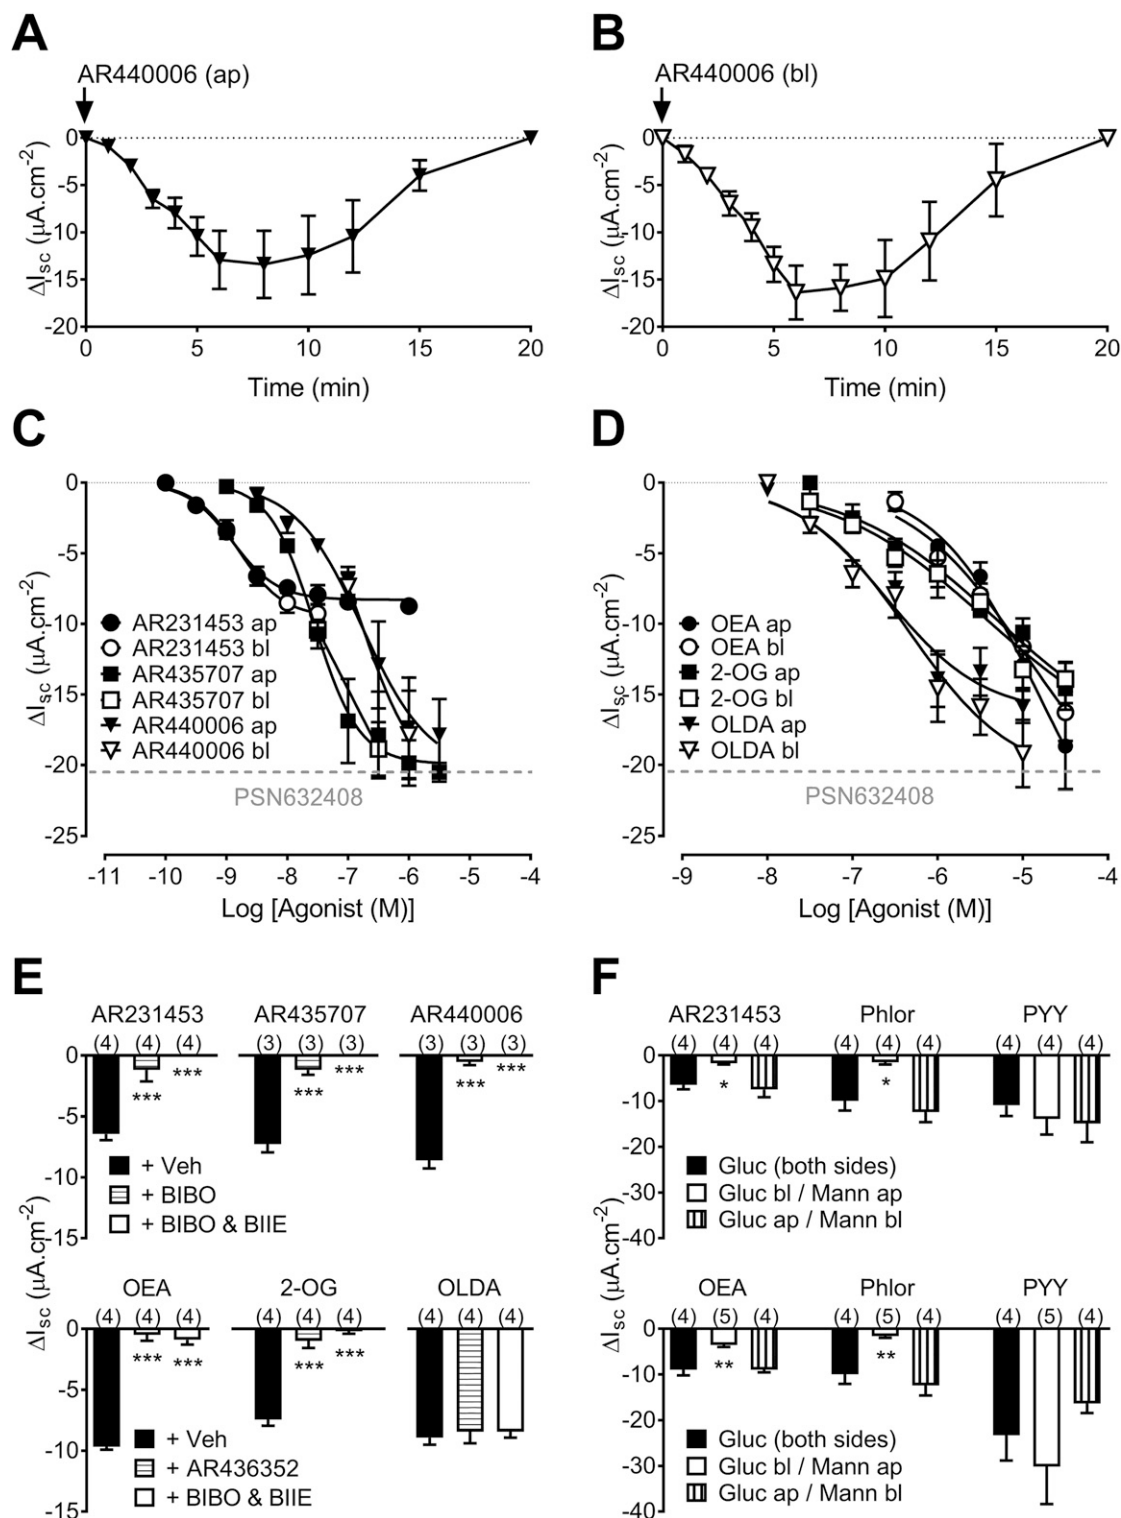 A
AR440006 (ap)
0
-5
-10
-15
-20
ΔIsc (µA.cm-2)
0 5 10 15 20
Time (min)
B
AR440006 (bl)
0
-5
-10
-15
-20
ΔIsc (µA.cm-2)
0 5 10 15 20
Time (min)
C
0
-5
-10
-15
-20
-25
ΔIsc (µA.cm-2)
AR231453 ap
AR231453 bl
AR435707 ap
AR435707 bl
AR440006 ap
AR440006 bl
PSN632408
-11 -10 -9 -8 -7 -6 -5 -4
Log [Agonist (M)]
D
0
-5
-10
-15
-20
-25
ΔIsc (µA.cm-2)
OEA ap
OEA bl
2-OG ap
2-OG bl
OLDA ap
OLDA bl
PSN632408
-9 -8 -7 -6 -5 -4
Log [Agonist (M)]
E
AR231453 AR435707 AR440006
(4) (4) (4) (3) (3) (3) (3) (3) (3)
0
-5
-10
-15
*** *** *** *** *** ***
+ Veh
+ BIBO
+ BIBO & BIIE
ΔIsc (µA.cm-2)
OEA 2-OG OLDA
(4) (4) (4) (4) (4) (4) (4) (4) (4)
0
-5
-10
-15
*** *** *** ***
+ Veh
+ AR436352
+ BIBO & BIIE
F
AR231453 Phlor PYY
(4) (4) (4) (4) (4) (4) (4) (4) (4)
0
-10
-20
-30
-40
* *
Gluc (both sides)
Gluc bl / Mann ap
Gluc ap / Mann bl
ΔIsc (µA.cm-2)
OEA Phlor PYY
(4) (5) (4) (4) (5) (4) (4) (5) (4)
0
-10
-20
-30
-40
** **
Gluc (both sides)
Gluc bl / Mann ap
Gluc ap / Mann bl